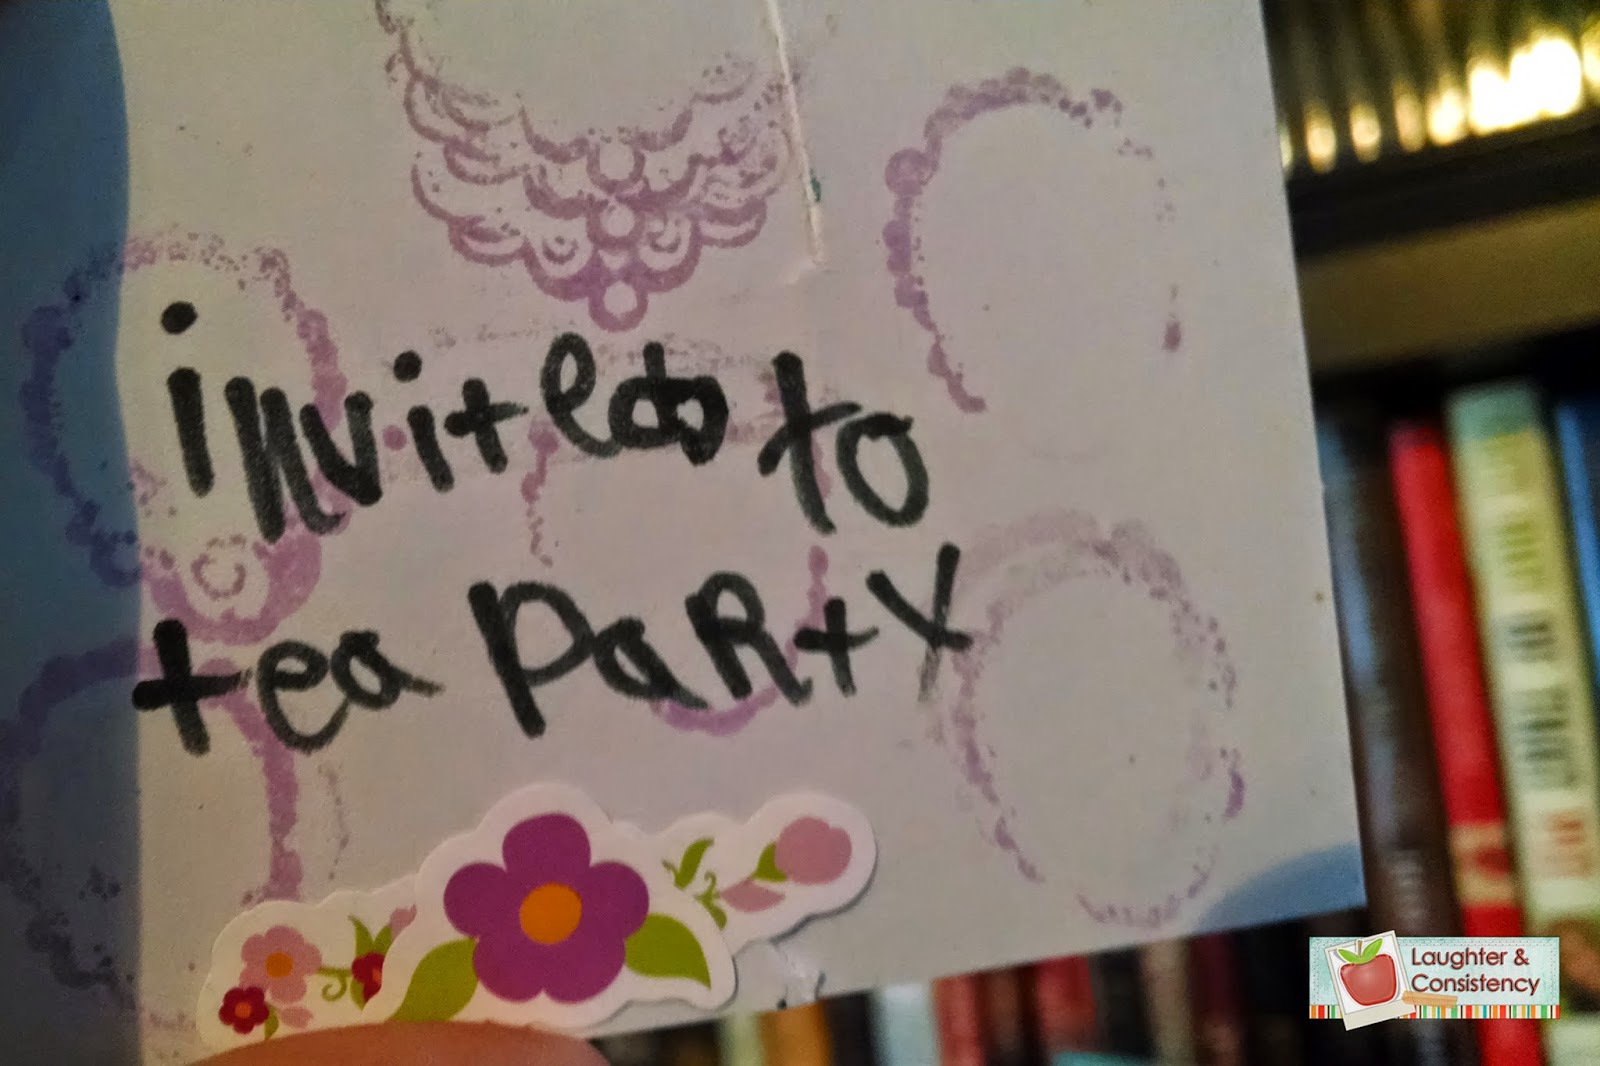 invited to
tea PaRty
Laughter &
Consistency